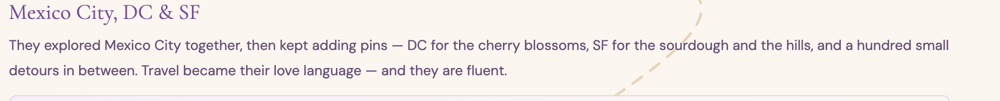 Mexico City, DC & SF
They explored Mexico City together, then kept adding pins — DC for the cherry blossoms, SF for the sourdough and the hills, and a hundred small
detours in between. Travel became their love language — and they are fluent.